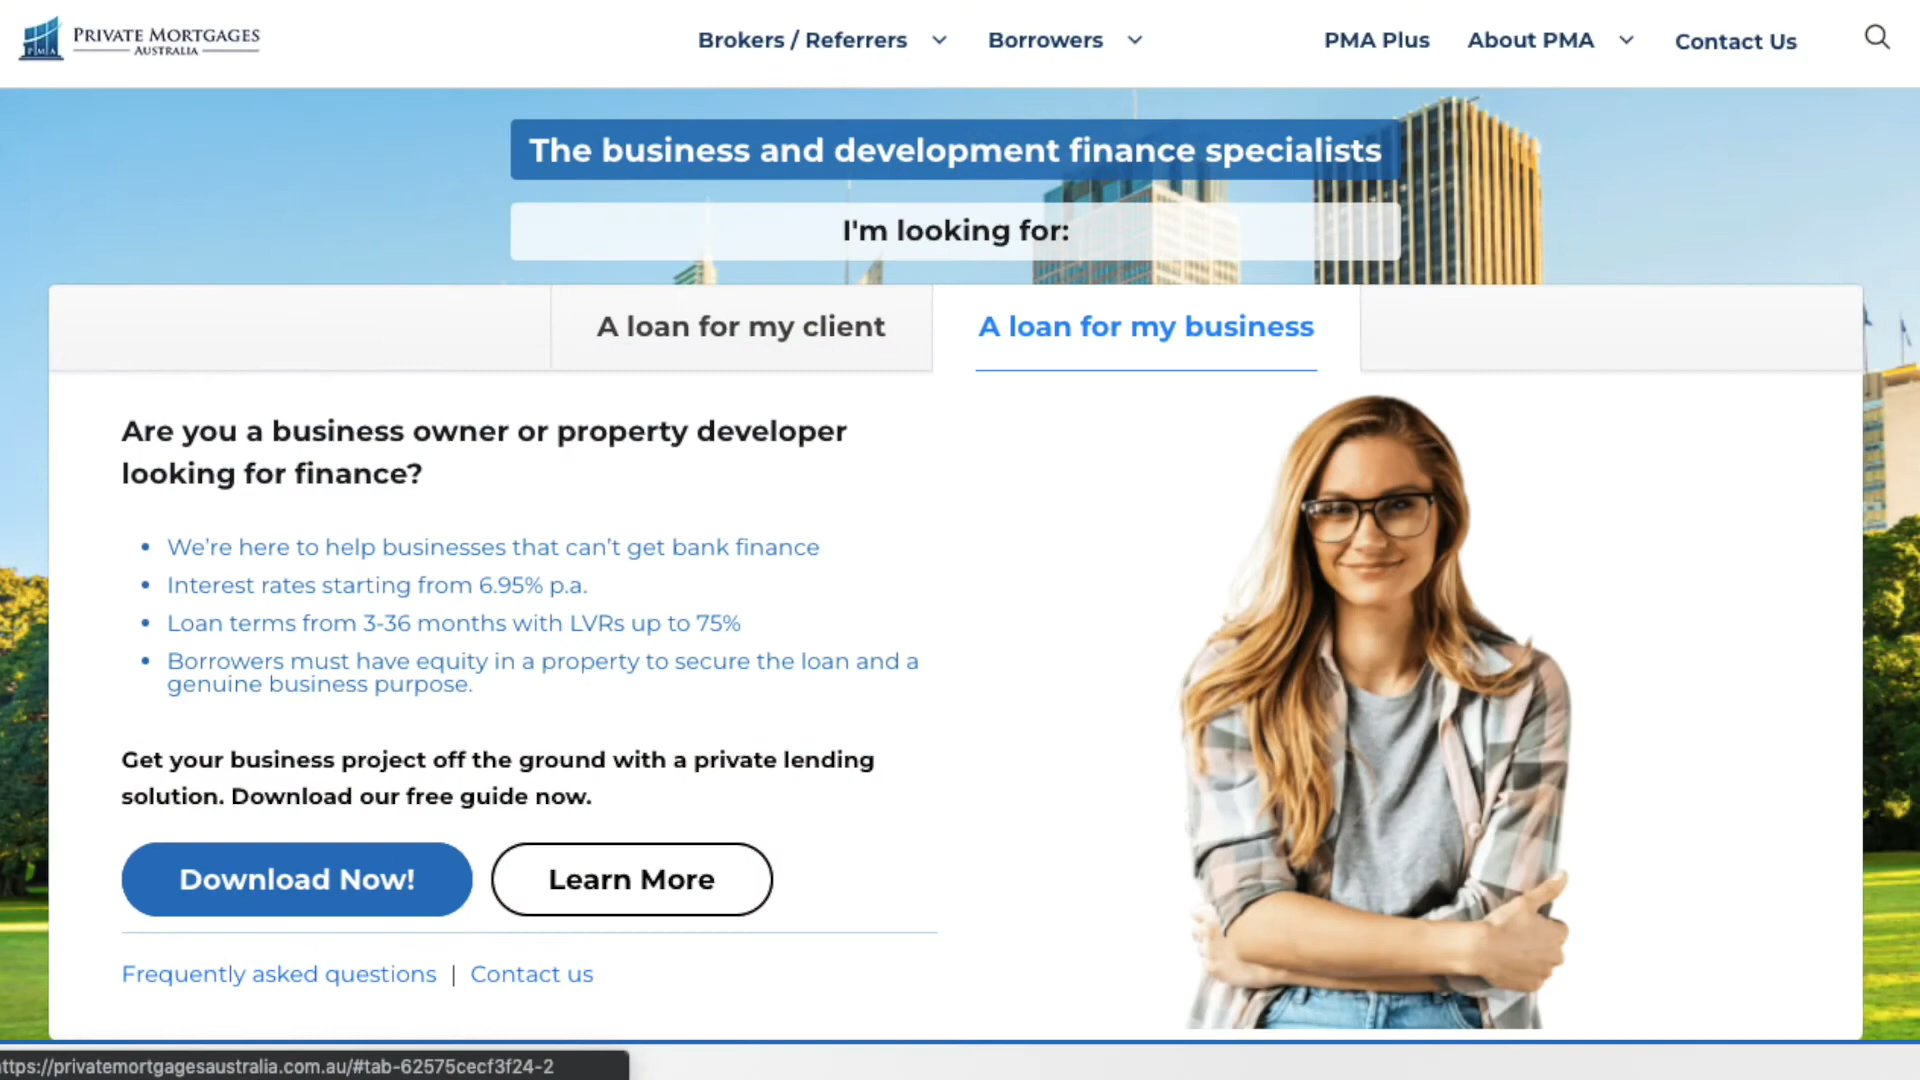 PRIVATE MORTGAGES
AUSTRALIA
PMA
Brokers / Referrers
Borrowers
PMA Plus
About PMA
Contact Us
The business and development finance specialists
I'm looking for:
A loan for my client
A loan for my business
Are you a business owner or property developer
looking for finance?
• We’re here to help businesses that can’t get bank finance
• Interest rates starting from 6.95% p.a.
• Loan terms from 3-36 months with LVRs up to 75%
• Borrowers must have equity in a property to secure the loan and a
genuine business purpose.
Get your business project off the ground with a private lending
solution. Download our free guide now.
Download Now!
Learn More
Frequently asked questions | Contact us
ttps://privatemortgagesaustralia.com.au/#tab-62575cecf3f24-2